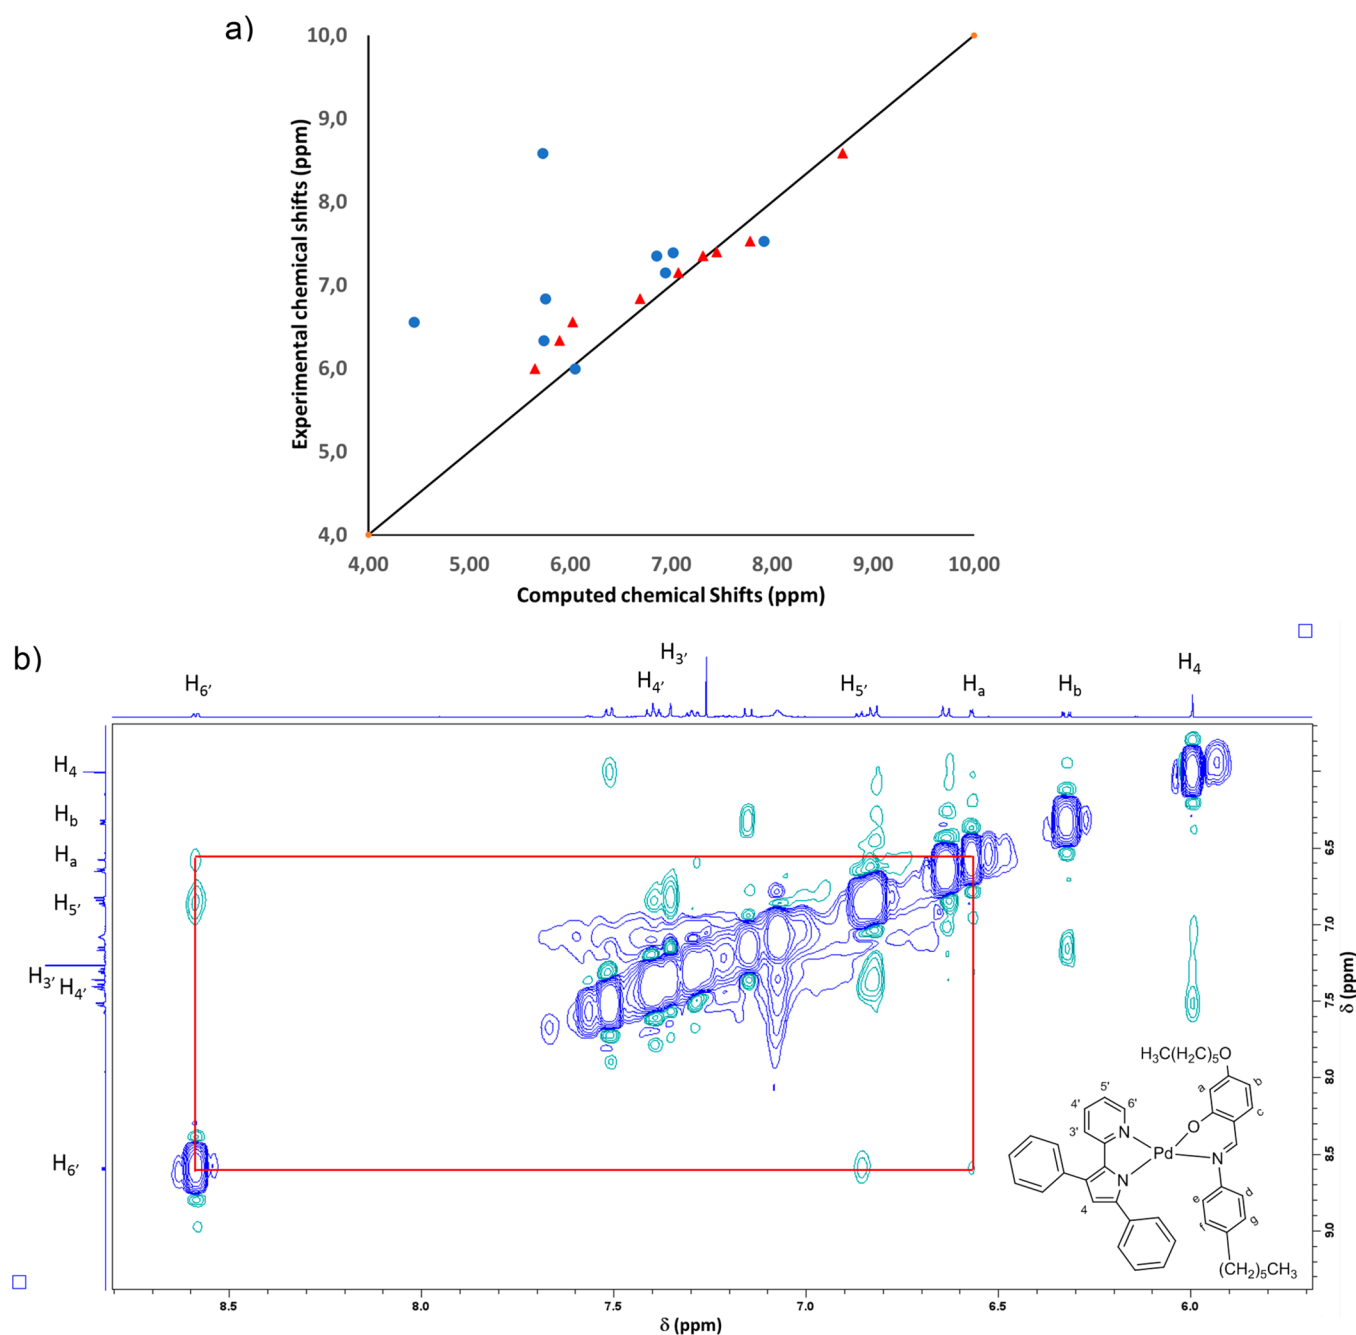 a)
Experimental chemical shifts (ppm)
10,0
9,0
8,0
7,0
6,0
5,0
4,0
4,00 5,00 6,00 7,00 8,00 9,00 10,00
Computed chemical Shifts (ppm)
b)
H6′ H4′ H3′ H5′ Ha Hb H4
H4
Hb
Ha
H5′
H3′ H4′
H6′
6.5
7.0
7.5
8.0
8.5
9.0
δ (ppm)
8.5 8.0 7.5 7.0 6.5 6.0
δ (ppm)
H3C(H2C)5O
a b c
5'
4' 6'
3' N
O
Pd
N N
4
e d
f g
(CH2)5CH3